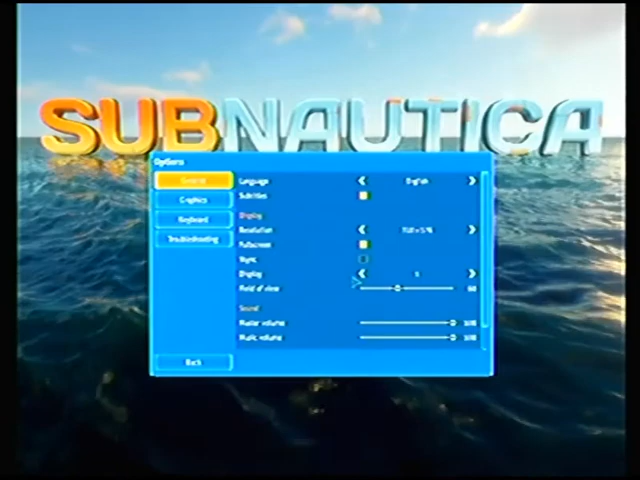 SUBNAUTICA
Options
General
Graphics
Keyboard
Troubleshooting
Back
Language English
Subtitles
Display
Resolution
Fullscreen
Vsync
Display
Field of view 60
Sound
Master volume 100
Music volume 100